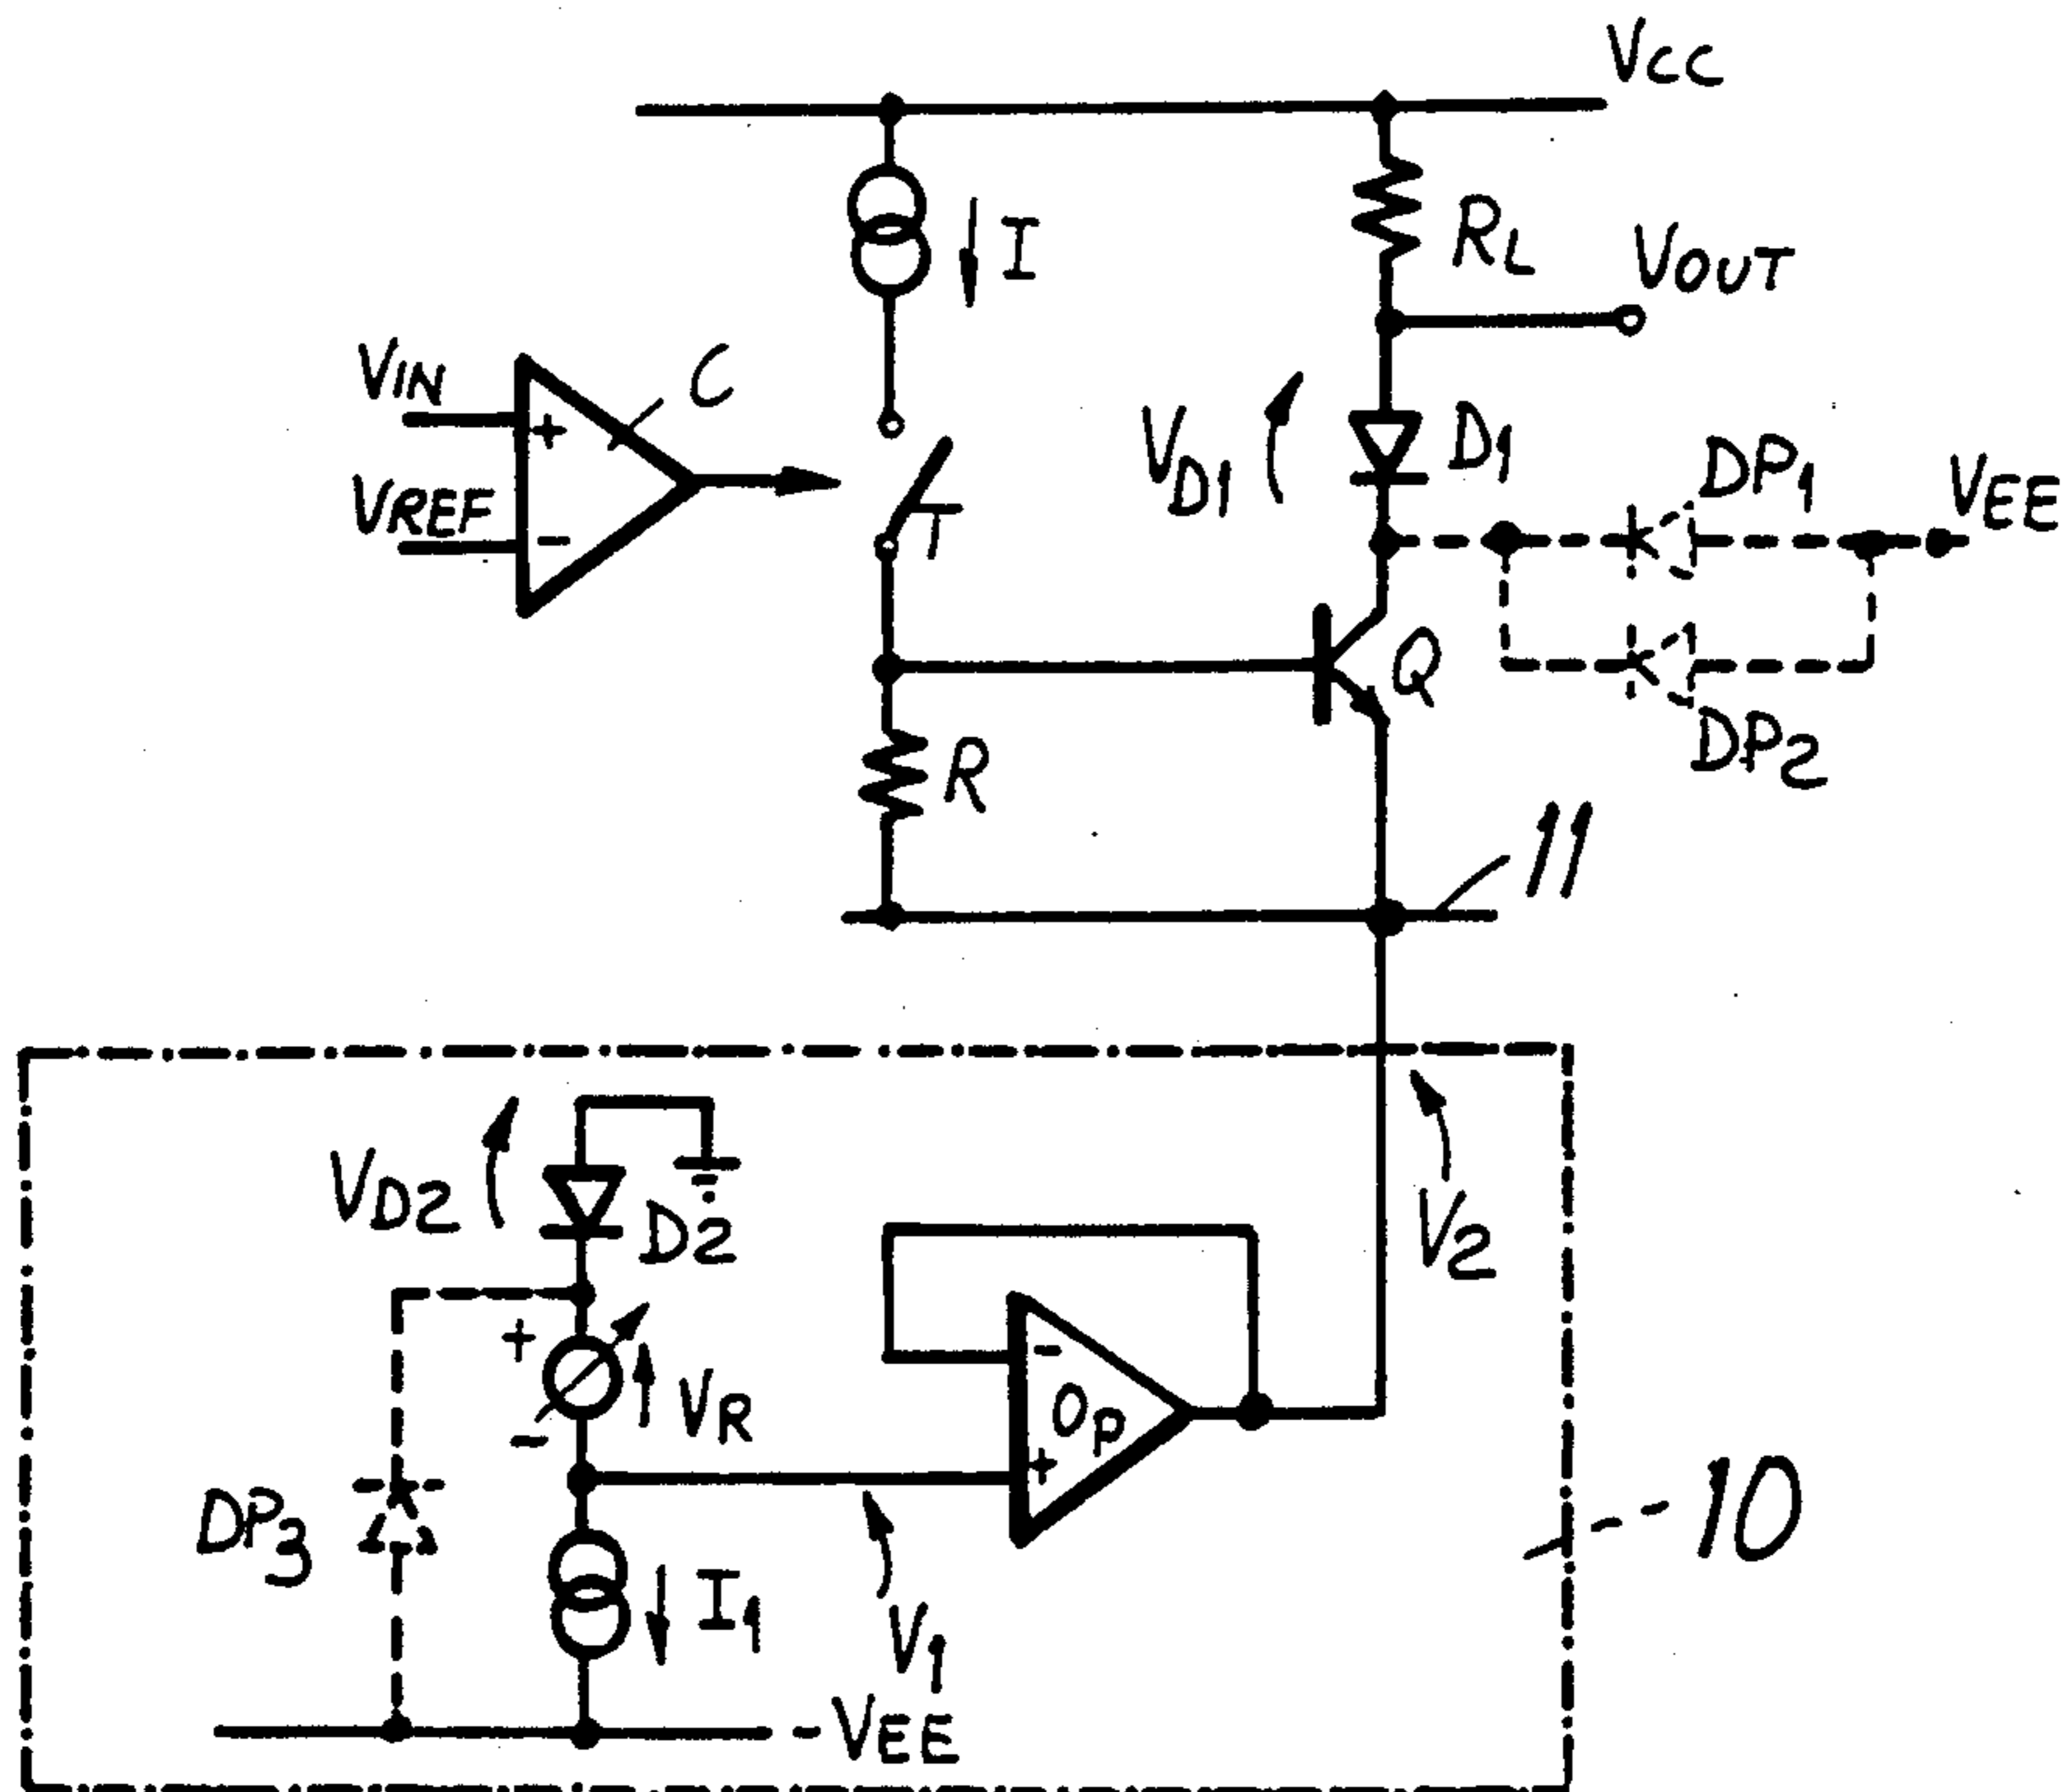 VCC
I
RL
VOUT
VIN
+
C
VD1
D1
DP1
VEE
VREF
-
T
Q
DP2
R
11
VD2
D2
V2
+
VR
-
-
OP
+
DP3
10
I1
V1
-VEE